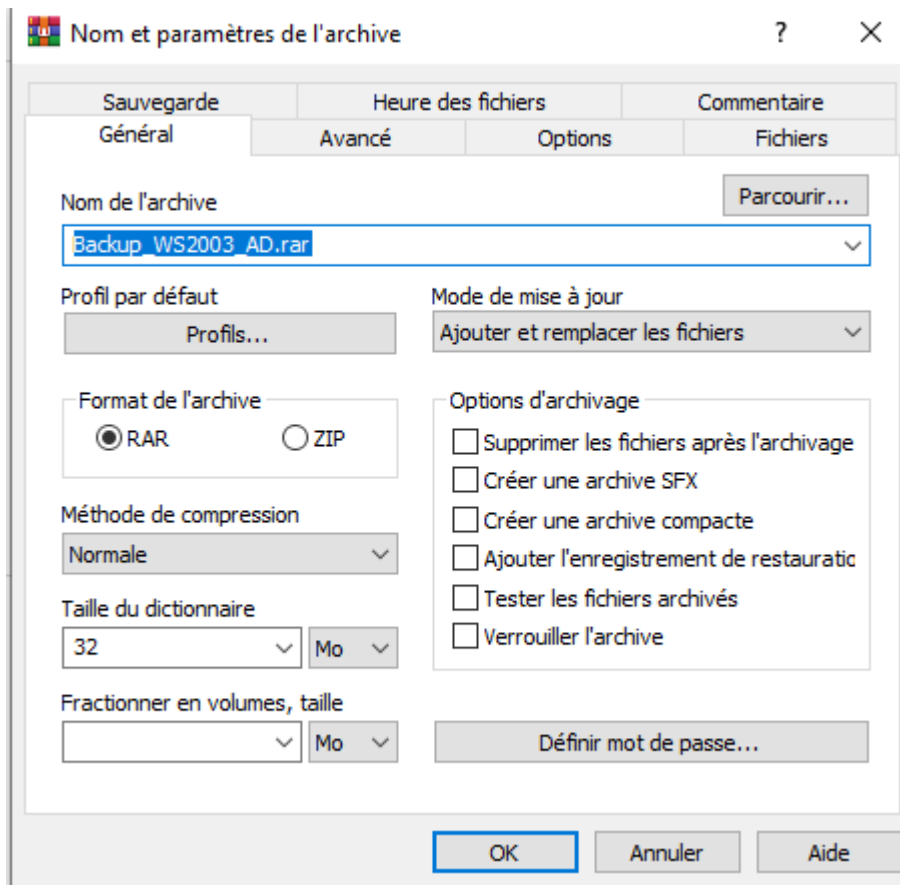 Nom et paramètres de l'archive
?
Sauvegarde
Heure des fichiers
Commentaire
Général
Avancé
Options
Fichiers
Parcourir...
Nom de l'archive
Backup_WS2003_AD.rar
Profil par défaut
Profils...
Mode de mise à jour
Ajouter et remplacer les fichiers
Format de l'archive
RAR
ZIP
Méthode de compression
Normale
Taille du dictionnaire
32
Mo
Fractionner en volumes, taille
Mo
Options d'archivage
Supprimer les fichiers après l'archivage
Créer une archive SFX
Créer une archive compacte
Ajouter l'enregistrement de restauratio
Tester les fichiers archivés
Verrouiller l'archive
Définir mot de passe...
OK
Annuler
Aide